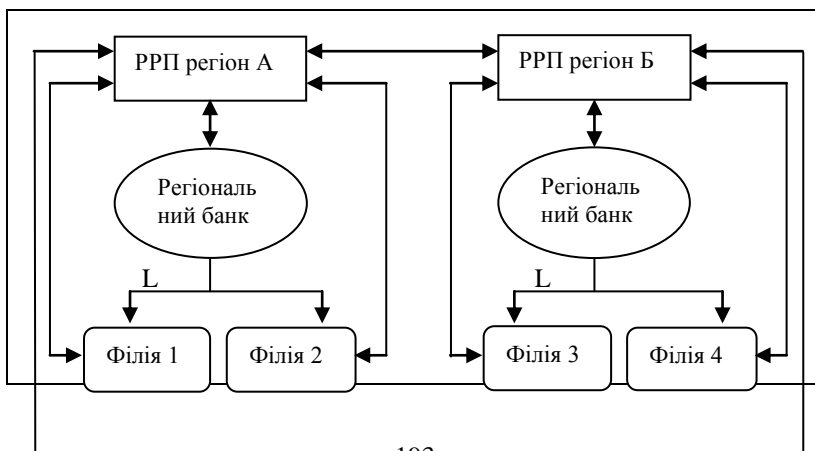 РРП регіон А
РРП регіон Б
Регіональ
ний банк
Регіональ
ний банк
L
L
Філія 1
Філія 2
Філія 3
Філія 4